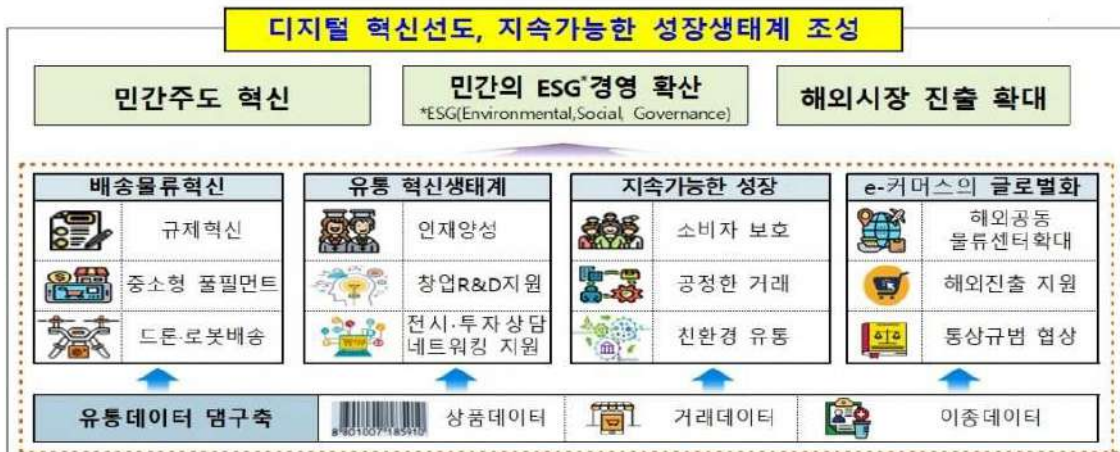 디지털 혁신선도, 지속가능한 성장생태계 조성
민간주도 혁신
민간의 ESG*경영 확산
*ESG(Environmental,Social, Governance)
해외시장 진출 확대
배송물류혁신
규제혁신
중소형 풀필먼트
드론·로봇배송
유통 혁신생태계
인재양성
창업R&D지원
전시·투자상담
네트워킹 지원
지속가능한 성장
소비자 보호
공정한 거래
친환경 유통
e-커머스의 글로벌화
해외공동
물류센터확대
해외진출 지원
통상규범 협상
유통데이터 댐구축
8 801007 185910
상품데이터
거래데이터
이종데이터